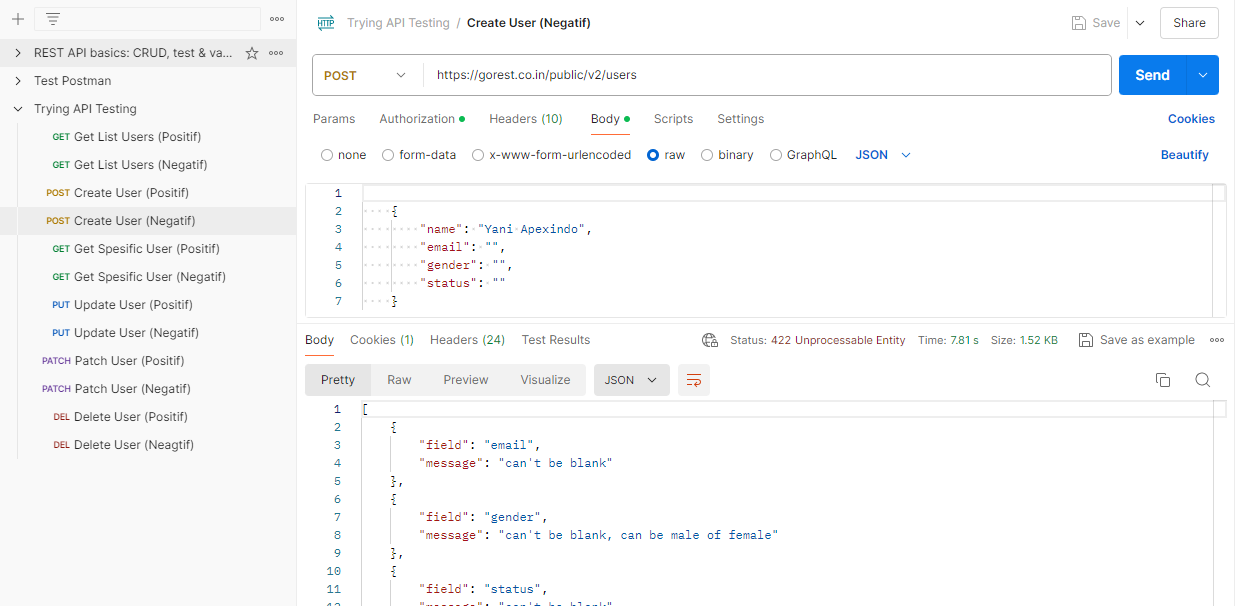 HTTP Trying API Testing / Create User (Negatif) Save Share
REST API basics: CRUD, test & va...
Test Postman
Trying API Testing
GET Get List Users (Positif)
GET Get List Users (Negatif)
POST Create User (Positif)
POST Create User (Negatif)
GET Get Spesific User (Positif)
GET Get Spesific User (Negatif)
PUT Update User (Positif)
PUT Update User (Negatif)
PATCH Patch User (Positif)
PATCH Patch User (Negatif)
DEL Delete User (Positif)
DEL Delete User (Neagtif)
POST https://gorest.co.in/public/v2/users Send
Params Authorization Headers (10) Body Scripts Settings Cookies
none form-data x-www-form-urlencoded raw binary GraphQL JSON Beautify
1
2 {
3 "name": "Yani Apexindo",
4 "email": "",
5 "gender": "",
6 "status": ""
7 }
Body Cookies (1) Headers (24) Test Results Status: 422 Unprocessable Entity Time: 7.81 s Size: 1.52 KB Save as example
Pretty Raw Preview Visualize JSON
1 [
2 {
3 "field": "email",
4 "message": "can't be blank"
5 },
6 {
7 "field": "gender",
8 "message": "can't be blank, can be male of female"
9 },
10 {
11 "field": "status",
12 "message": "can't be blank"